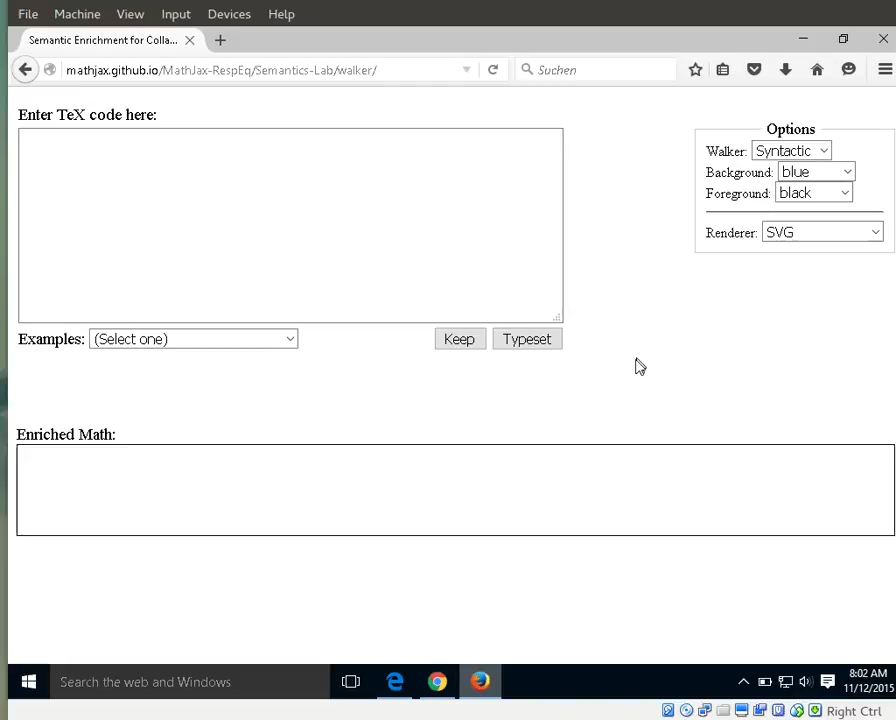 File Machine View Input Devices Help
Semantic Enrichment for Colla...
mathjax.github.io/MathJax-RespEq/Semantics-Lab/walker/ Suchen
Enter TeX code here:
Options
Walker: Syntactic
Background: blue
Foreground: black
Renderer: SVG
Examples: (Select one) Keep Typeset
Enriched Math:
Search the web and Windows
8:02 AM
11/12/2015
Right Ctrl